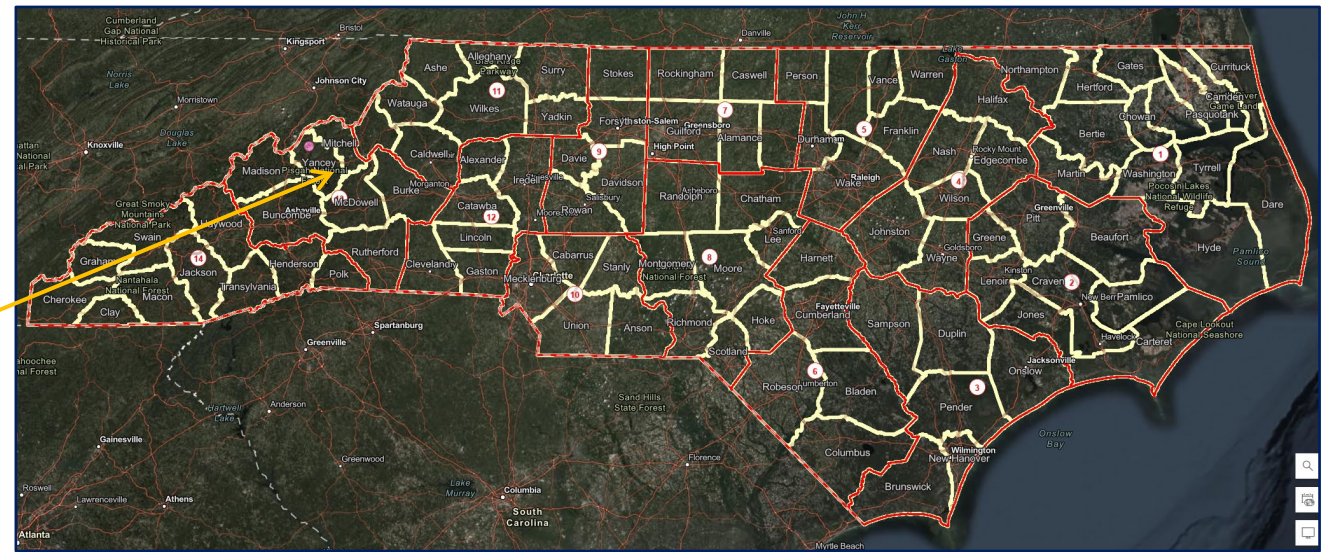 Cumberland
Gap National
Historical Park
Bristol
Kingsport
John H
Kerr
Reservoir
Danville
Lake
Gaston
Norris
Lake
Johnson City
Morristown
Douglas
Lake
Knoxville
National
Great Smoky
Mountains
National Park
Alleghany
Ashe
Parkway
Surry
Stokes
Rockingham
Caswell
Person
Vance
Warren
Northampton
Gates
Currituck
Hertford
Camden
Game Land
Chowan
Pasquotank
Halifax
11
Watauga
Wilkes
Yadkin
Forsyth
ston-Salem
Greensboro
Guilford
7
Alamance
Durham
5
Franklin
Bertie
High Point
Mitchell
Yancey
Madison
Caldwell
Alexander
Davie
9
Nash
Rocky Mount
Edgecombe
Martin
1
Washington
Tyrrell
Pocosin Lakes
National Wildlife
Refuge
Burke
Morganton
Iredell
Davidson
Asheboro
Randolph
Chatham
Wake
Raleigh
4
Wilson
Greenville
Pitt
Dare
Buncombe
Asheville
McDowell
Catawba
12
Rowan
Salisbury
Haywood
Swain
Graham
14
Jackson
Henderson
Rutherford
Lincoln
Cabarrus
Sanford
Lee
Johnston
Greene
Beaufort
Hyde
Pamlico
Sound
Nantahala
National Forest
Macon
Transylvania
Polk
Cleveland
Gaston
Charlotte
Mecklenburg
Stanly
Montgomery
National Forest
8
Moore
Harnett
Goldsboro
Wayne
Kinston
Lenoir
Craven
2
Cherokee
Clay
10
New Bern
Pamlico
Spartanburg
Union
Anson
Richmond
Hoke
Fayetteville
Cumberland
Sampson
Duplin
Jones
Havelock
Carteret
Cape Lookout
National Seashore
Greenville
Scotland
Jacksonville
Onslow
6
Robeson
umberton
Bladen
3
Pender
Hartwell
Lake
Anderson
Sand Hills
State Forest
Onslow
Bay
Gainesville
Greenwood
Florence
Columbus
Wilmington
New Hanover
Roswell
Lawrenceville
Athens
Lake
Murray
Columbia
Brunswick
South
Carolina
Atlanta
Myrtle Beach